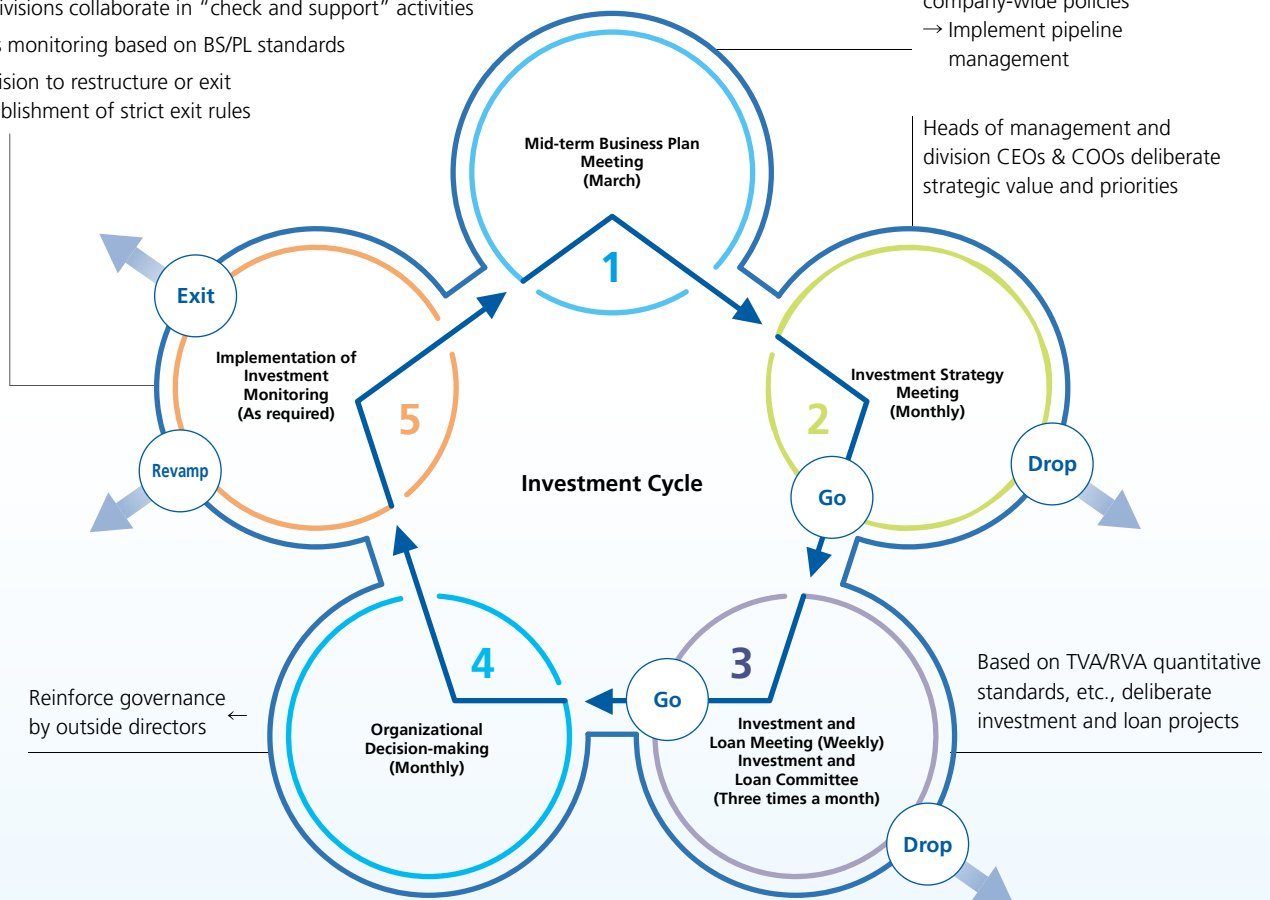 divisions collaborate in “check and support” activities
monitoring based on BS/PL standards
to restructure or exit
of strict exit rules
company-wide policies
→ Implement pipeline
management
Heads of management and
division CEOs & COOs deliberate
strategic value and priorities
Mid-term Business Plan
Meeting
(March)
1
Investment Strategy
Meeting
(Monthly)
2
Go
Drop
Exit
Implementation of
Investment
Monitoring
(As required)
5
Revamp
Investment Cycle
3
Go
Investment and
Loan Meeting (Weekly)
Investment and
Loan Committee
(Three times a month)
Drop
Based on TVA/RVA quantitative
standards, etc., deliberate
investment and loan projects
4
Organizational
Decision-making
(Monthly)
Reinforce governance ←
by outside directors